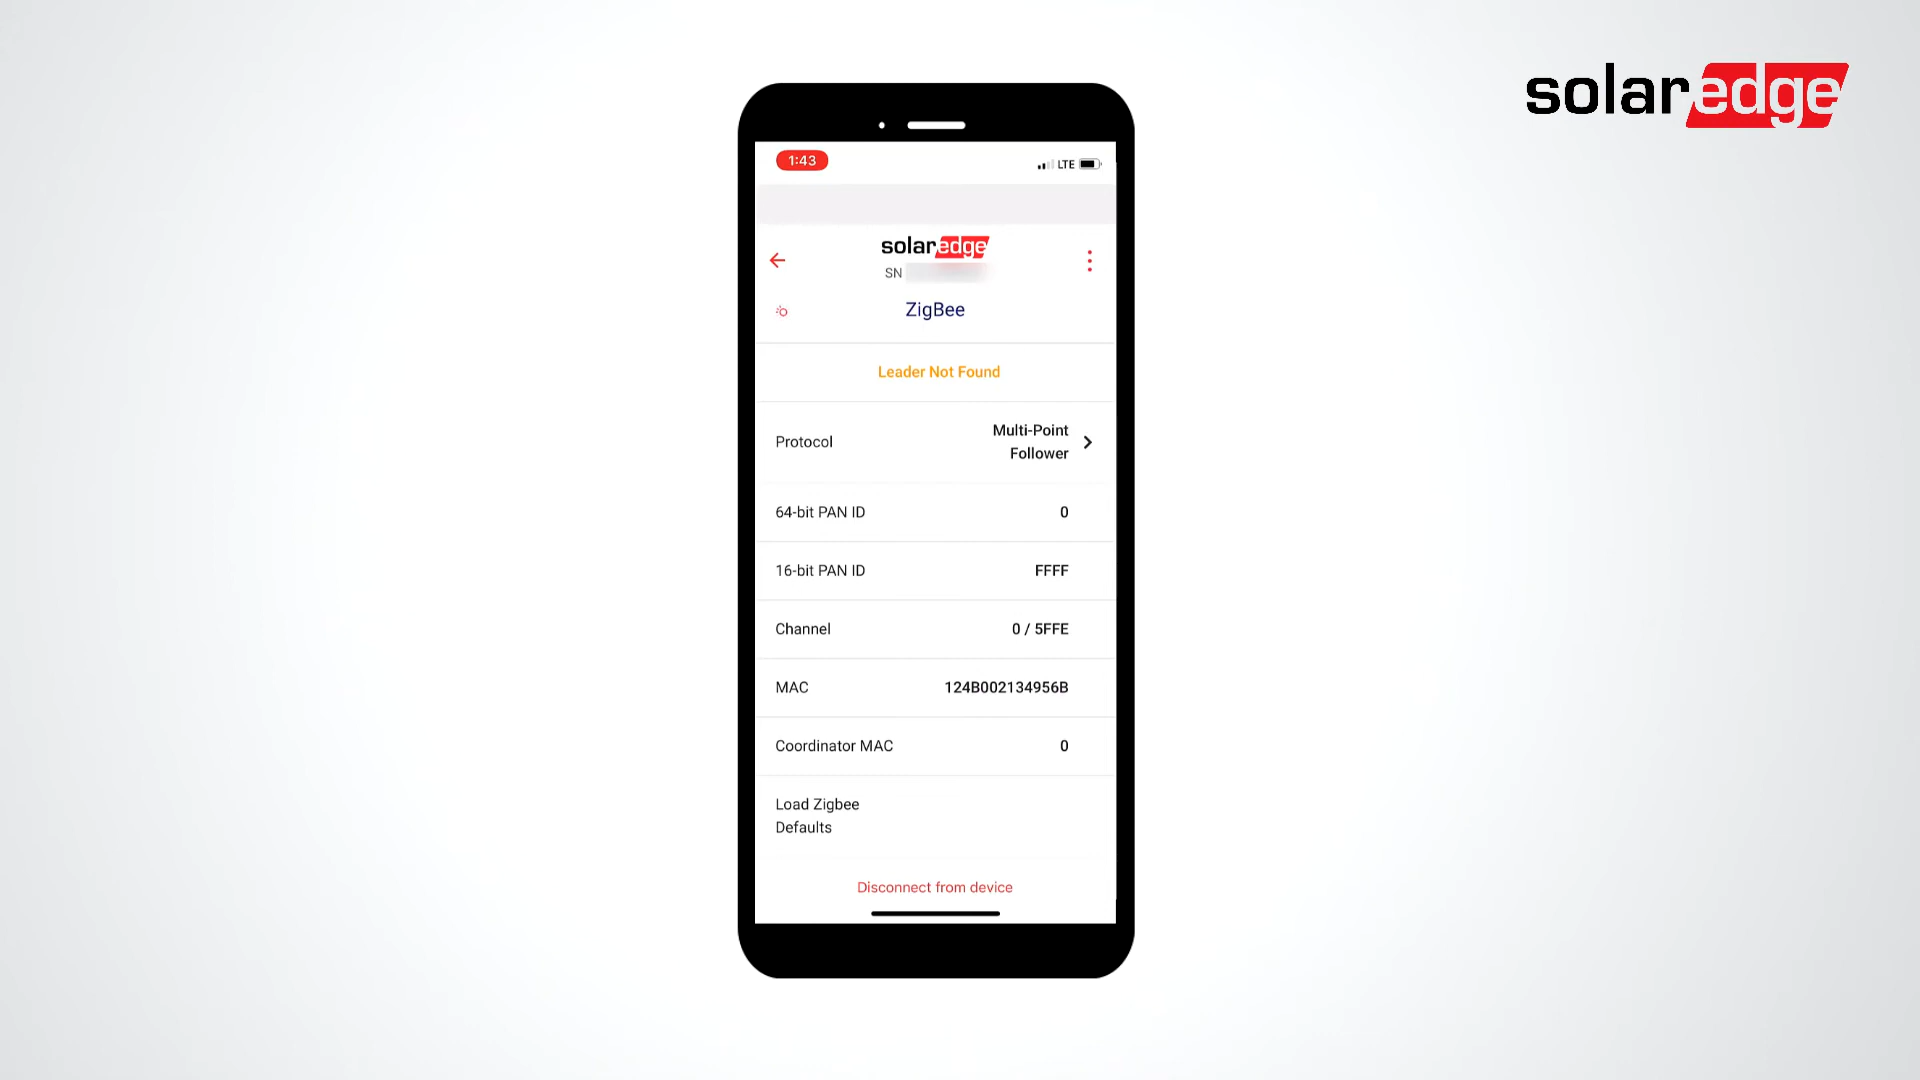 solaredge
1:43
LTE
solaredge
SN
ZigBee
Leader Not Found
Protocol
Multi-Point
Follower
64-bit PAN ID 0
16-bit PAN ID FFFF
Channel 0 / 5FFE
MAC 124B002134956B
Coordinator MAC 0
Load Zigbee
Defaults
Disconnect from device